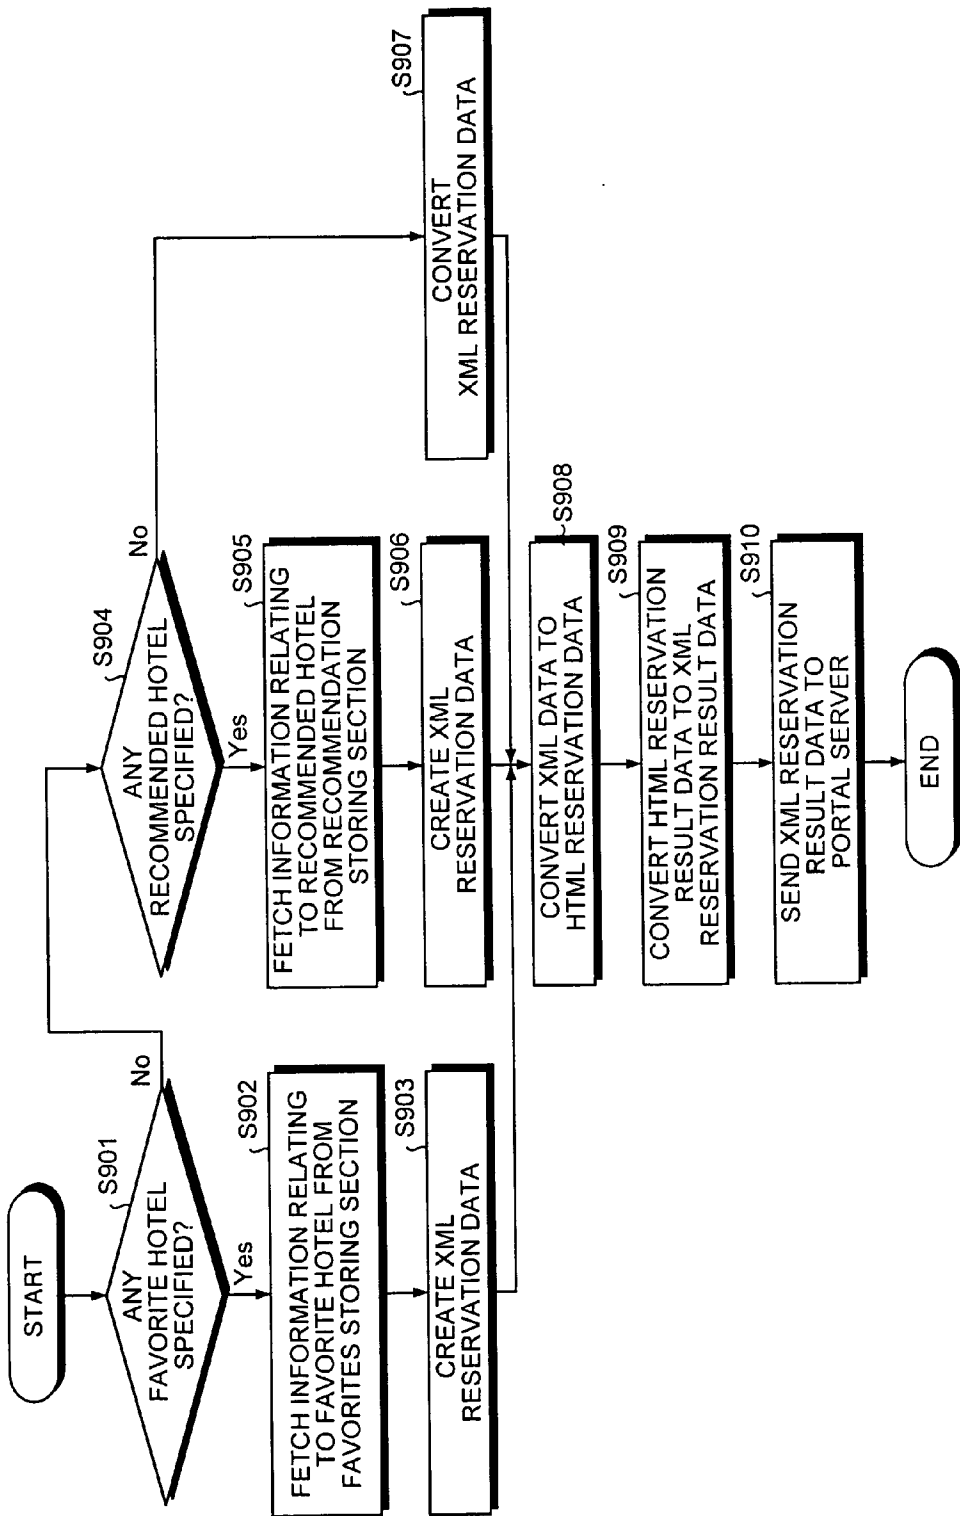 START
S901
ANY
FAVORITE HOTEL
SPECIFIED?
No
Yes
S902
FETCH INFORMATION RELATING
TO FAVORITE HOTEL FROM
FAVORITES STORING SECTION
S903
CREATE XML
RESERVATION DATA
S904
ANY
RECOMMENDED HOTEL
SPECIFIED?
No
Yes
S905
FETCH INFORMATION RELATING
TO RECOMMENDED HOTEL
FROM RECOMMENDATION
STORING SECTION
S906
CREATE XML
RESERVATION DATA
S907
CONVERT
XML RESERVATION DATA
S908
CONVERT XML DATA TO
HTML RESERVATION DATA
S909
CONVERT HTML RESERVATION
RESULT DATA TO XML
RESERVATION RESULT DATA
S910
SEND XML RESERVATION
RESULT DATA TO
PORTAL SERVER
END